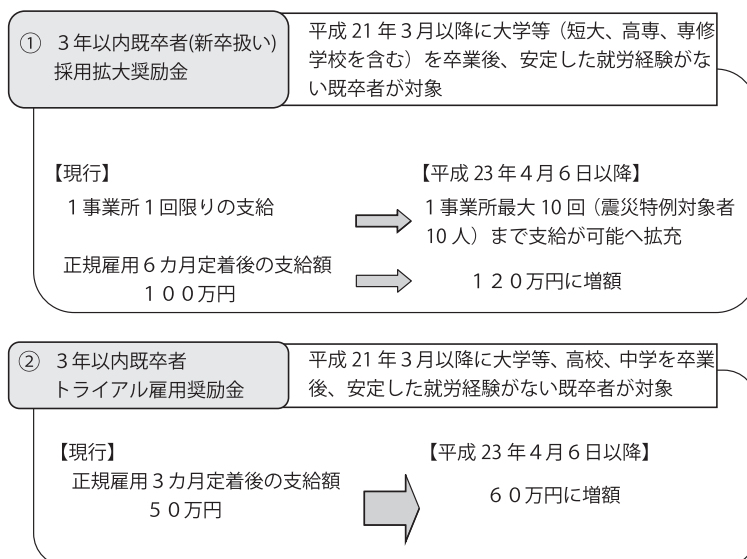 ① 3年以内既卒者(新卒扱い)
採用拡大奨励金
平成21年3月以降に大学等（短大、高専、専修
学校を含む）を卒業後、安定した就労経験がな
い既卒者が対象
【現行】
1事業所1回限りの支給
【平成23年4月6日以降】
1事業所最大10回（震災特例対象者
10人）まで支給が可能へ拡充
正規雇用6カ月定着後の支給額
１００万円
１２０万円に増額
② 3年以内既卒者
トライアル雇用奨励金
平成21年3月以降に大学等、高校、中学を卒業
後、安定した就労経験がない既卒者が対象
【現行】
正規雇用3カ月定着後の支給額
５０万円
【平成23年4月6日以降】
６０万円に増額